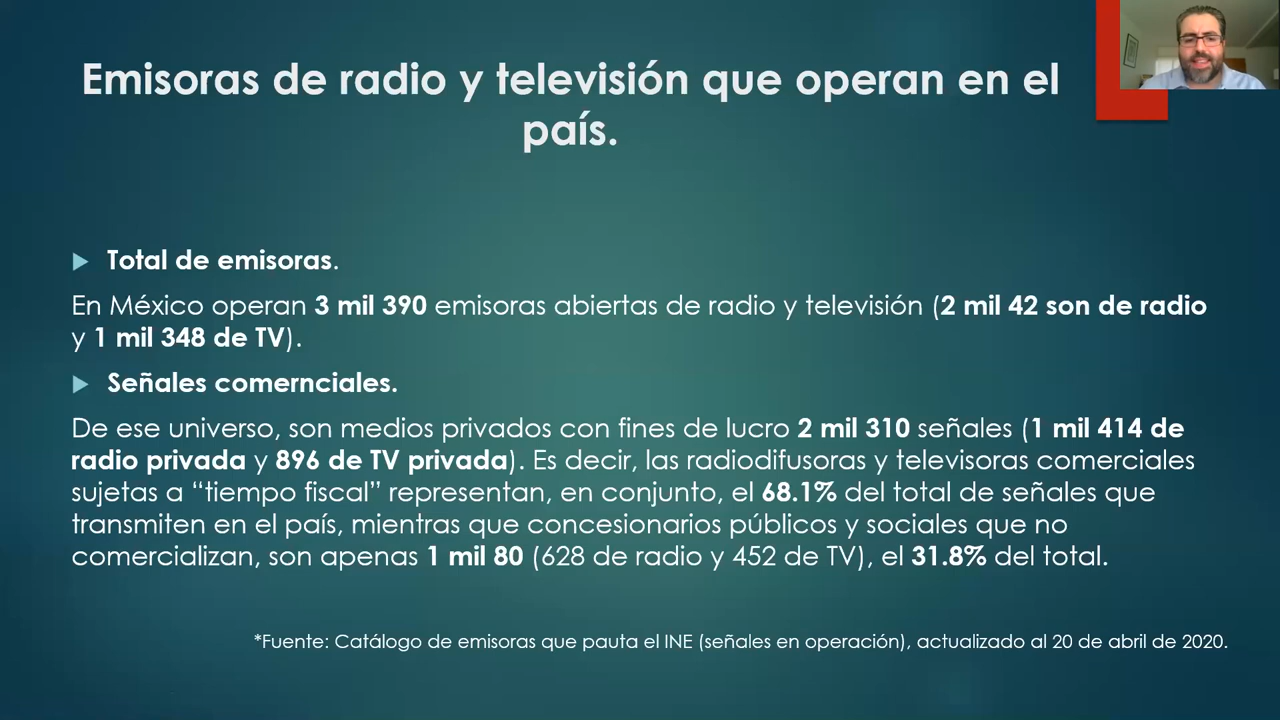 Emisoras de radio y televisión que operan en el
país.
Total de emisoras.
En México operan 3 mil 390 emisoras abiertas de radio y televisión (2 mil 42 son de radio
y 1 mil 348 de TV).
Señales comernciales.
De ese universo, son medios privados con fines de lucro 2 mil 310 señales (1 mil 414 de
radio privada y 896 de TV privada). Es decir, las radiodifusoras y televisoras comerciales
sujetas a “tiempo fiscal” representan, en conjunto, el 68.1% del total de señales que
transmiten en el país, mientras que concesionarios públicos y sociales que no
comercializan, son apenas 1 mil 80 (628 de radio y 452 de TV), el 31.8% del total.
*Fuente: Catálogo de emisoras que pauta el INE (señales en operación), actualizado al 20 de abril de 2020.